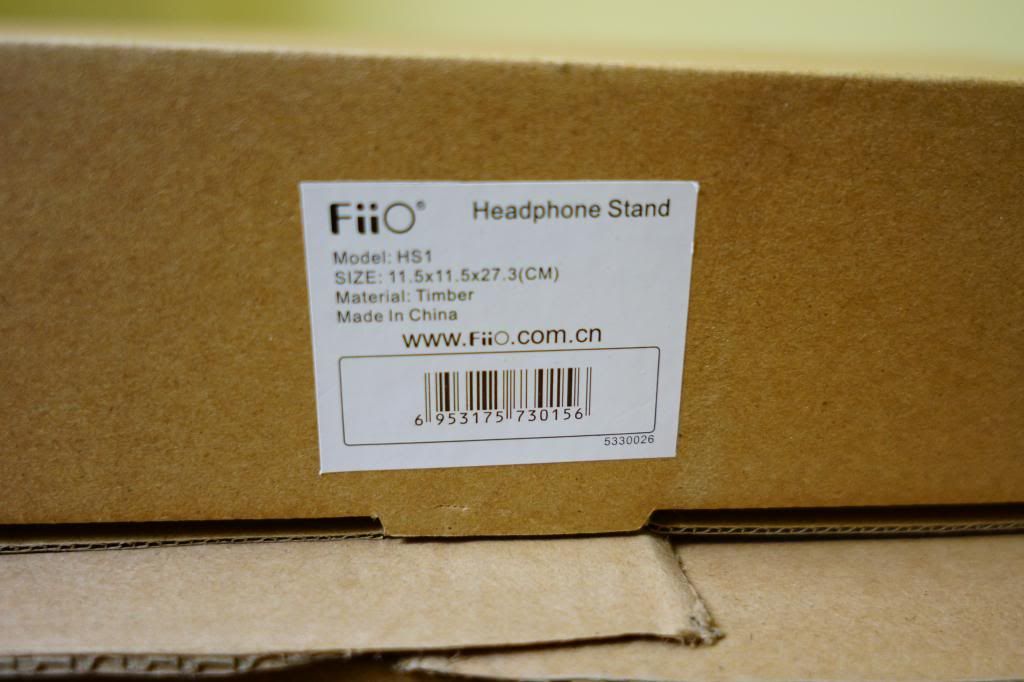 FiiO® Headphone Stand
Model: HS1
SIZE: 11.5x11.5x27.3(CM)
Material: Timber
Made In China
www.FiiO.com.cn
6 953175 730156
5330026